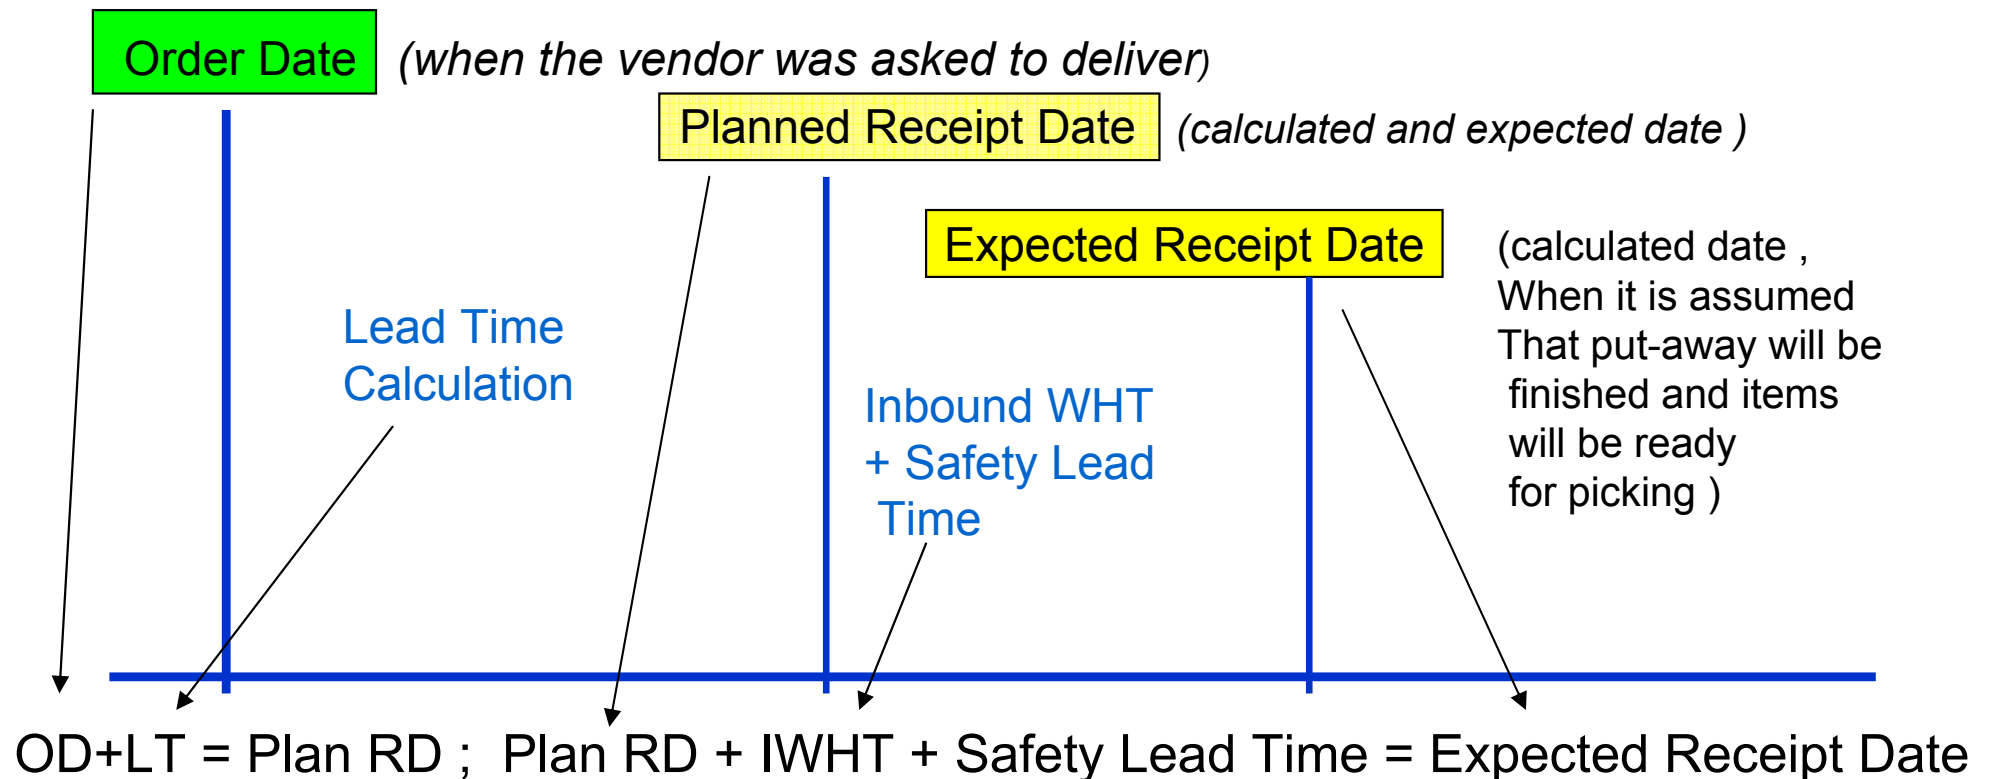 Order Date (when the vendor was asked to deliver)
Planned Receipt Date (calculated and expected date )
Expected Receipt Date
(calculated date ,
When it is assumed
That put-away will be
finished and items
will be ready
for picking )
Lead Time
Calculation
Inbound WHT
+ Safety Lead
Time
OD+LT = Plan RD ; Plan RD + IWHT + Safety Lead Time = Expected Receipt Date